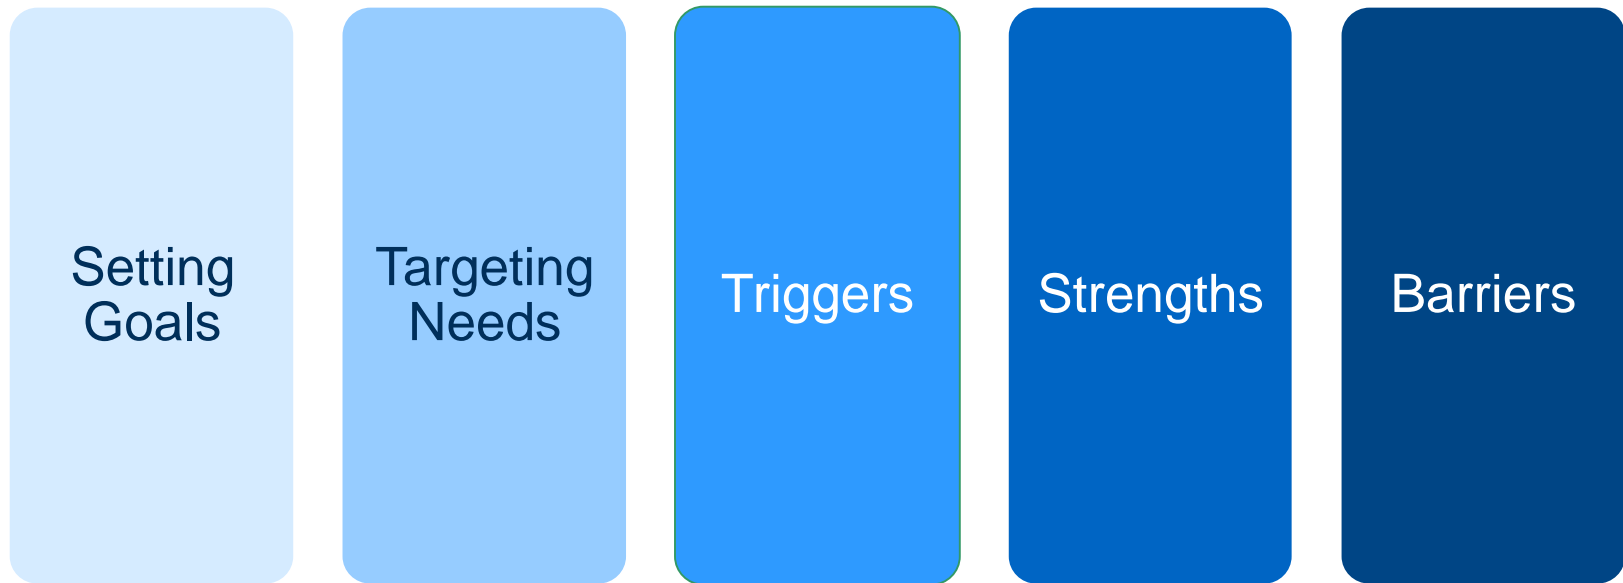 Setting
Goals
Targeting
Needs
Triggers
Strengths
Barriers